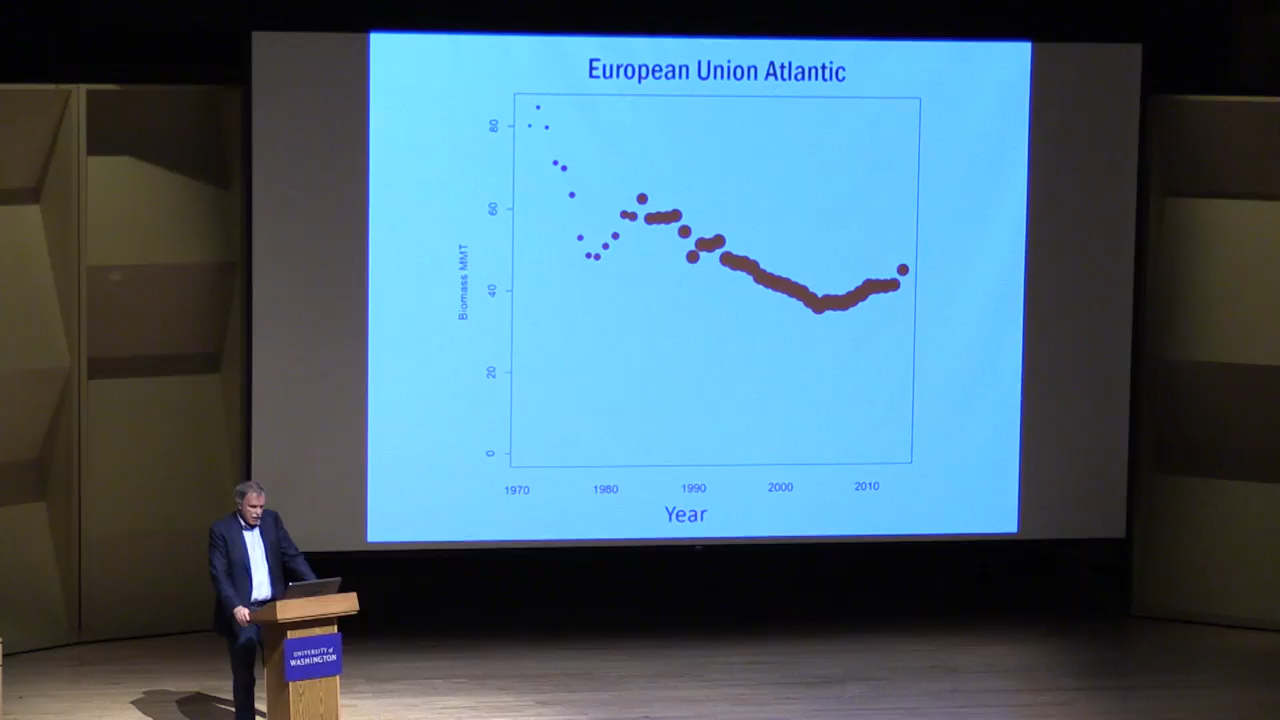 European Union Atlantic
80
60
40
20
0
Biomass MMT
1970 1980 1990 2000 2010
Year
UNIVERSITY of
WASHINGTON